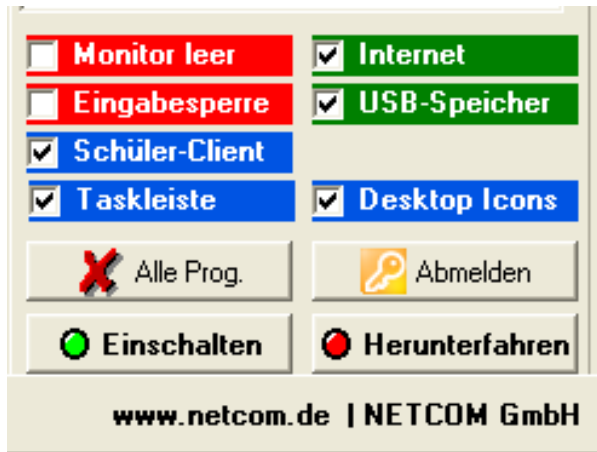 Monitor leer Internet
Eingabesperre USB-Speicher
Schüler-Client
Taskleiste Desktop Icons
Alle Prog. Abmelden
Einschalten Herunterfahren
www.netcom.de | NETCOM GmbH